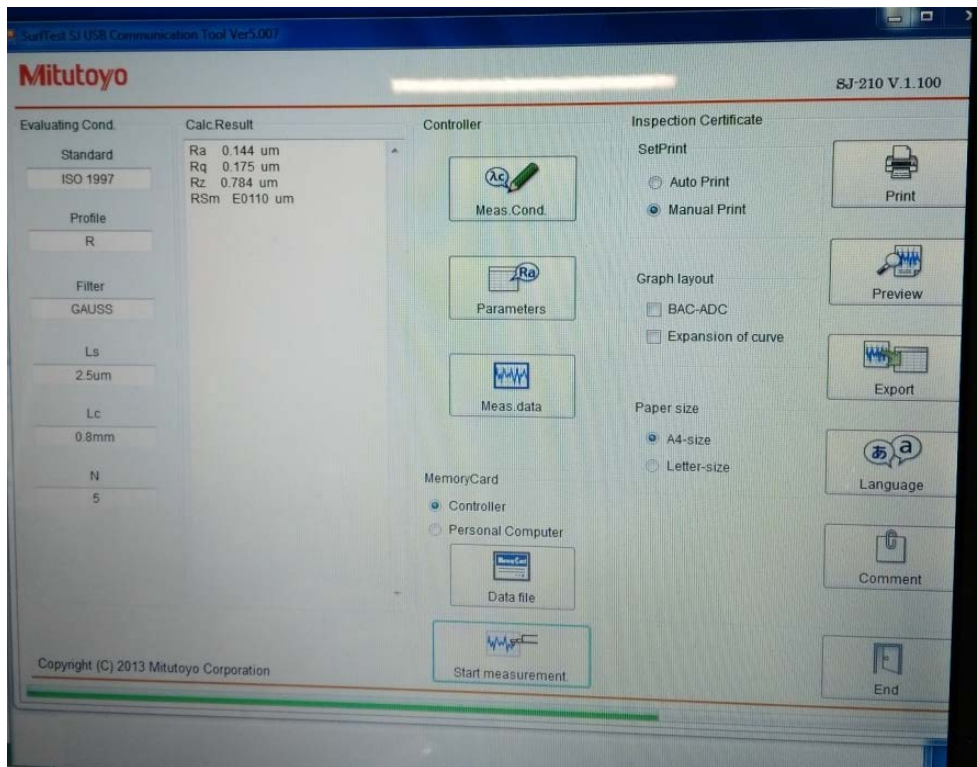 SurfTest SJ USB Communication Tool Ver5.007
Mitutoyo
SJ-210 V.1.100
Evaluating Cond.
Standard
ISO 1997
Profile
R
Filter
GAUSS
Ls
2.5um
Lc
0.8mm
N
5
Calc.Result
Ra 0.144 um
Rq 0.175 um
Rz 0.784 um
RSm E0110 um
Controller
λc
Meas.Cond.
Ra
Parameters
Meas.data
MemoryCard
Controller
Personal Computer
Data file
Start measurement.
Inspection Certificate
SetPrint
Auto Print
Manual Print
Graph layout
BAC-ADC
Expansion of curve
Paper size
A4-size
Letter-size
Print
Preview
Export
あ a
Language
Comment
End
Copyright (C) 2013 Mitutoyo Corporation